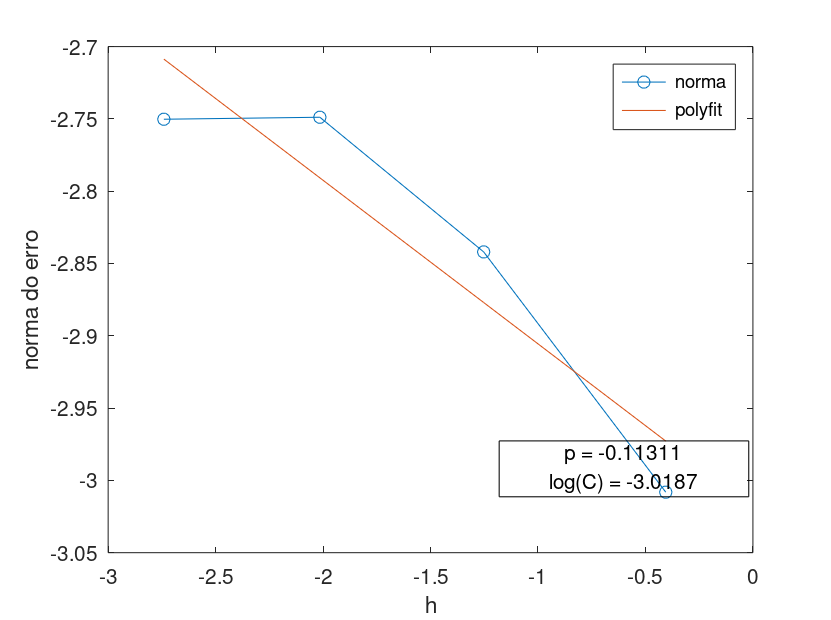 -2.7
-2.75
-2.8
-2.85
-2.9
-2.95
-3
-3.05
norma do erro
norma
polyfit
p = -0.11311
log(C) = -3.0187
-3
-2.5
-2
-1.5
-1
-0.5
0
h